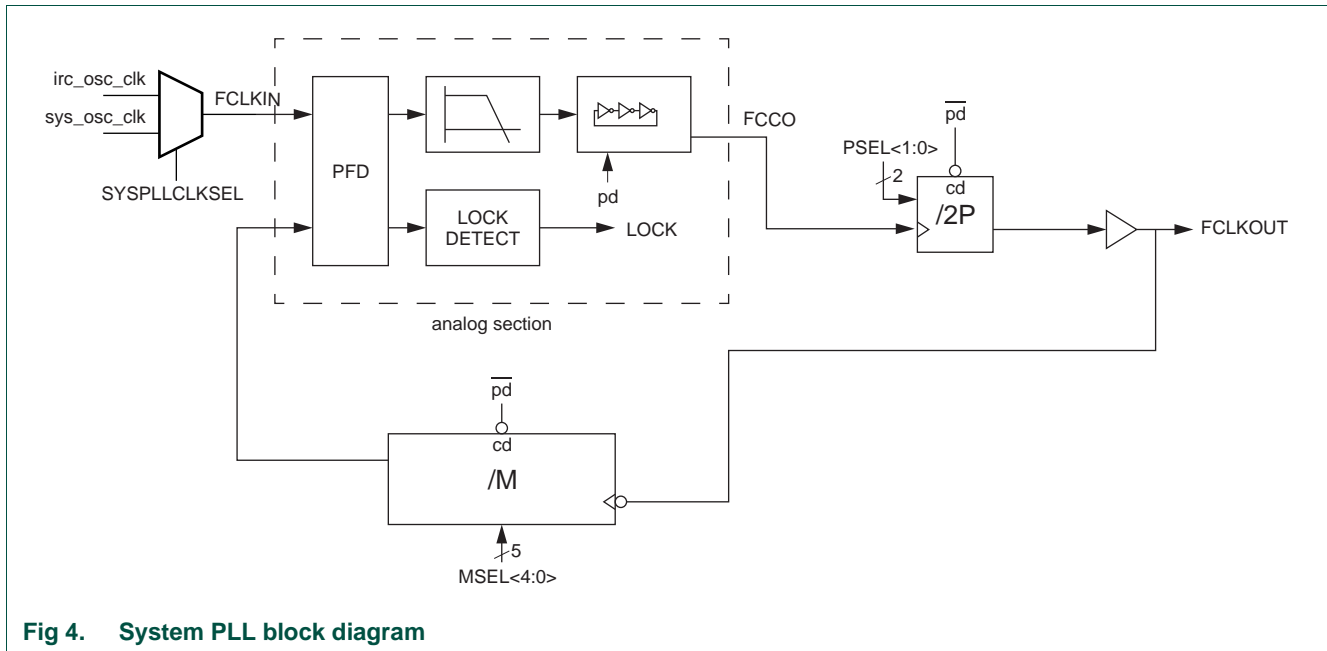 irc_osc_clk
sys_osc_clk
FCLKIN
SYSPLLCLKSEL
PFD
LOCK
DETECT
pd
LOCK
analog section
FCCO
PSEL<1:0>
2
pd
cd
/2P
FCLKOUT
pd
cd
/M
5
MSEL<4:0>
Fig 4. System PLL block diagram